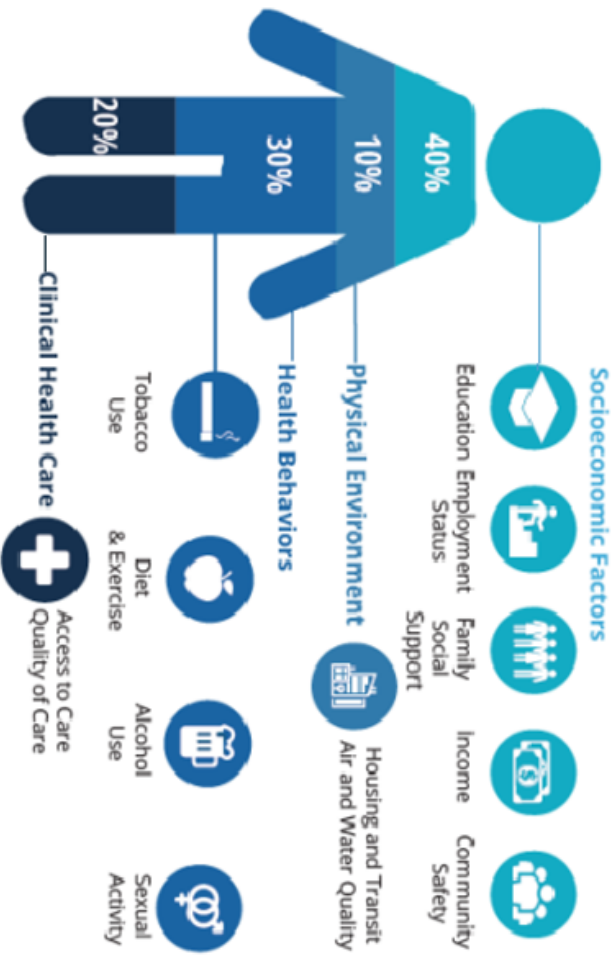 Socioeconomic Factors
40%
Education
Employment
Status
Family
Social
Support
Income
Community
Safety
10%
Physical Environment
Housing and Transit
Air and Water Quality
30%
Health Behaviors
Tobacco
Use
Diet
& Exercise
Alcohol
Use
Sexual
Activity
20%
Clinical Health Care
Access to Care
Quality of Care